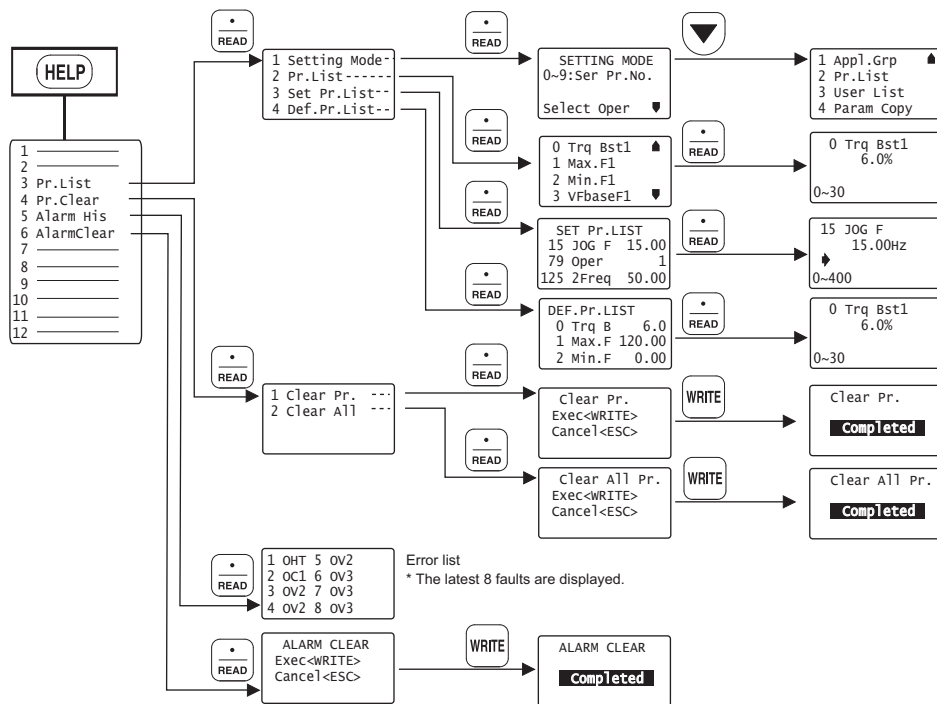 HELP
1
2
3 Pr.List
4 Pr.Clear
5 Alarm His
6 AlarmClear
7
8
9
10
11
12
READ
1 Setting Mode--
2 Pr.List------
3 Set Pr.List--
4 Def.Pr.List--
READ
SETTING MODE
0~9:Ser Pr.No.
Select Oper
1 Appl.Grp
2 Pr.List
3 User List
4 Param Copy
READ
0 Trq Bst1
1 Max.F1
2 Min.F1
3 VFbaseF1
READ
0 Trq Bst1
6.0%
0~30
READ
SET Pr.LIST
15 JOG F 15.00
79 Oper 1
125 2Freq 50.00
READ
15 JOG F
15.00Hz
0~400
READ
DEF.Pr.LIST
0 Trq B 6.0
1 Max.F 120.00
2 Min.F 0.00
READ
0 Trq Bst1
6.0%
0~30
READ
1 Clear Pr. ---
2 Clear All ---
READ
Clear Pr.
Exec<WRITE>
Cancel<ESC>
WRITE
Clear Pr.
Completed
READ
Clear All Pr.
Exec<WRITE>
Cancel<ESC>
WRITE
Clear All Pr.
Completed
READ
1 OHT 5 OV2
2 OC1 6 OV3
3 OV2 7 OV3
4 OV2 8 OV3
Error list
* The latest 8 faults are displayed.
READ
ALARM CLEAR
Exec<WRITE>
Cancel<ESC>
WRITE
ALARM CLEAR
Completed